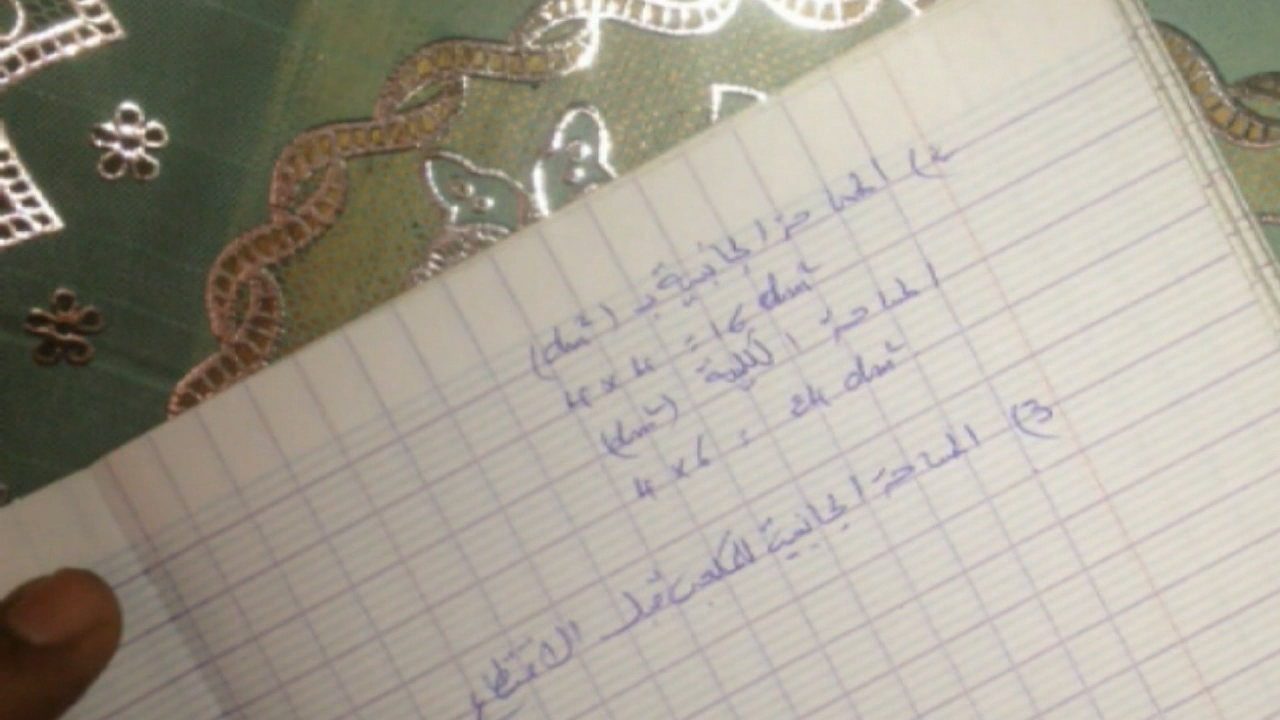 2) المساحة الجانبية بـ (dm²)
4 x 4 = 16 dm²
المساحة الكلية (dm²)
4 x 6 = 24 dm²
3) المساحة الجانبية للمكعب قبل